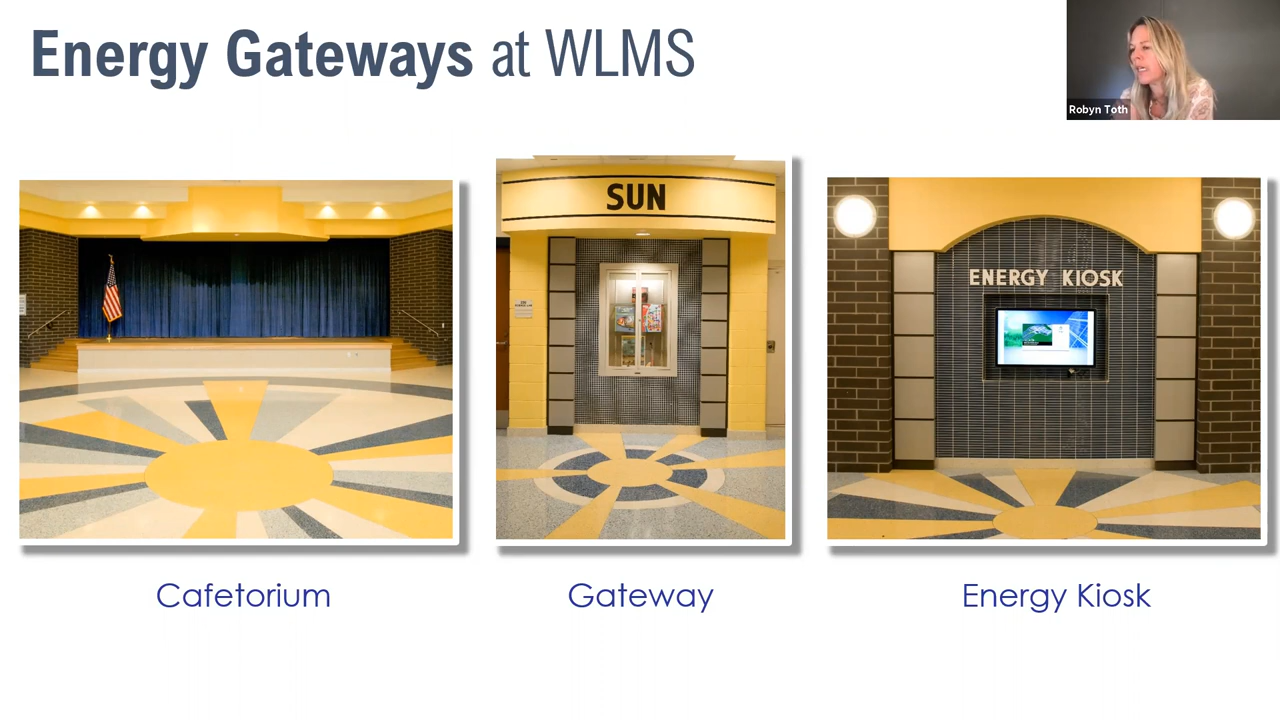 Energy Gateways at WLMS
Robyn Toth
SUN
ENERGY KIOSK
Cafetorium
Gateway
Energy Kiosk